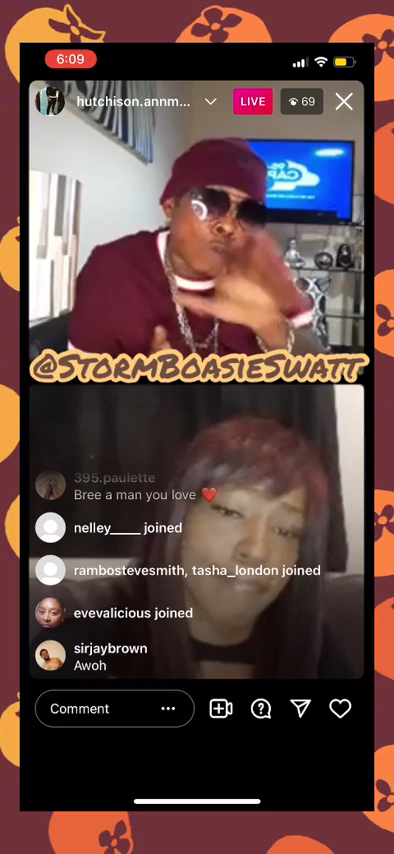 6:09
hutchison.annm...
LIVE
69
@StormBoasieSwatt
395.paulette
Bree a man you love ❤️
nelley____ joined
rambostevesmith, tasha_london joined
evevalicious joined
sirjaybrown
Awoh
Comment